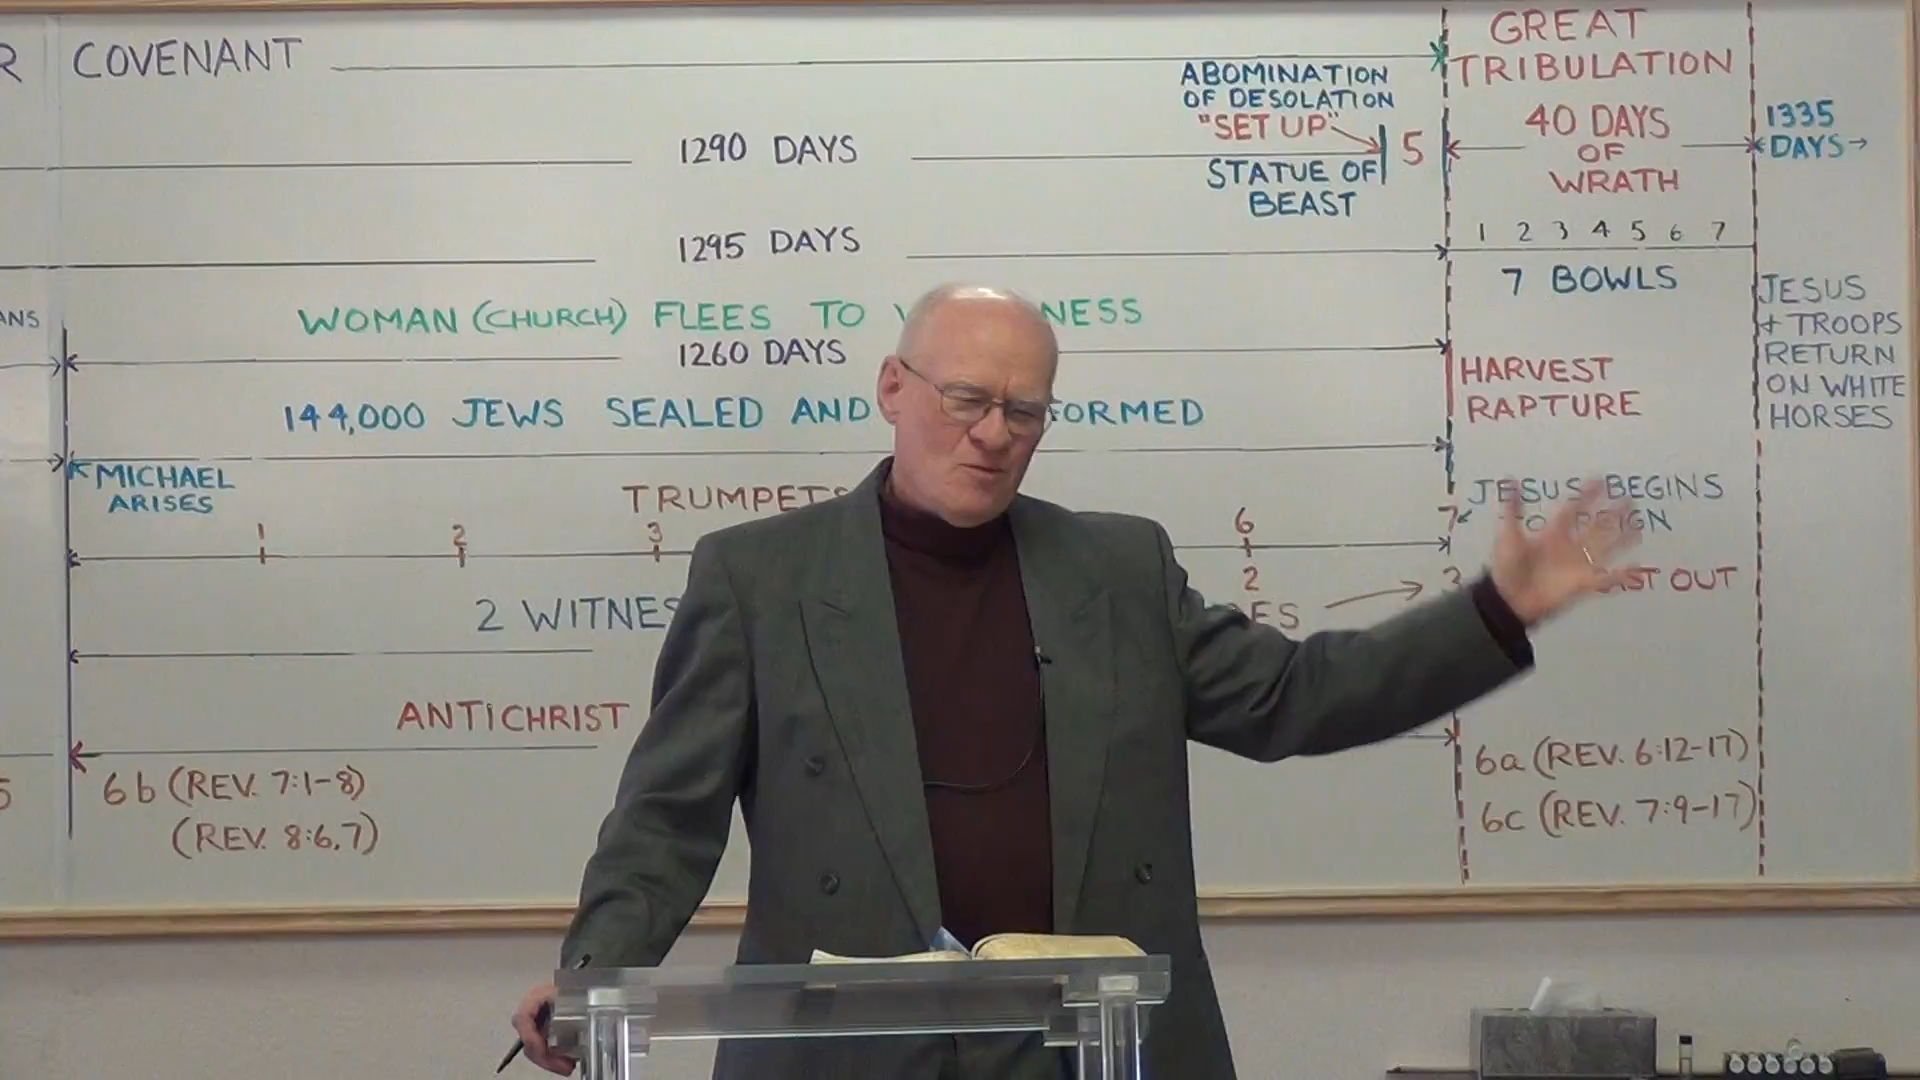 R COVENANT
GREAT
TRIBULATION
ABOMINATION
OF DESOLATION
"SET UP"
1290 DAYS
5
40 DAYS
OF
WRATH
1335
DAYS→
STATUE OF
BEAST
1295 DAYS
1 2 3 4 5 6 7
7 BOWLS
WOMAN (CHURCH) FLEES TO W NESS
1260 DAYS
JESUS
+ TROOPS
RETURN
ON WHITE
HORSES
ANS
HARVEST
RAPTURE
144,000 JEWS SEALED AND FORMED
MICHAEL
ARISES
TRUMPETS
1 2 3 6 7
JESUS BEGINS
TO REIGN
2
2 WITNES
OUT
ANTICHRIST
5
6b (REV. 7:1-8)
(REV. 8:6,7)
6a (REV. 6:12-17)
6c (REV. 7:9-17)